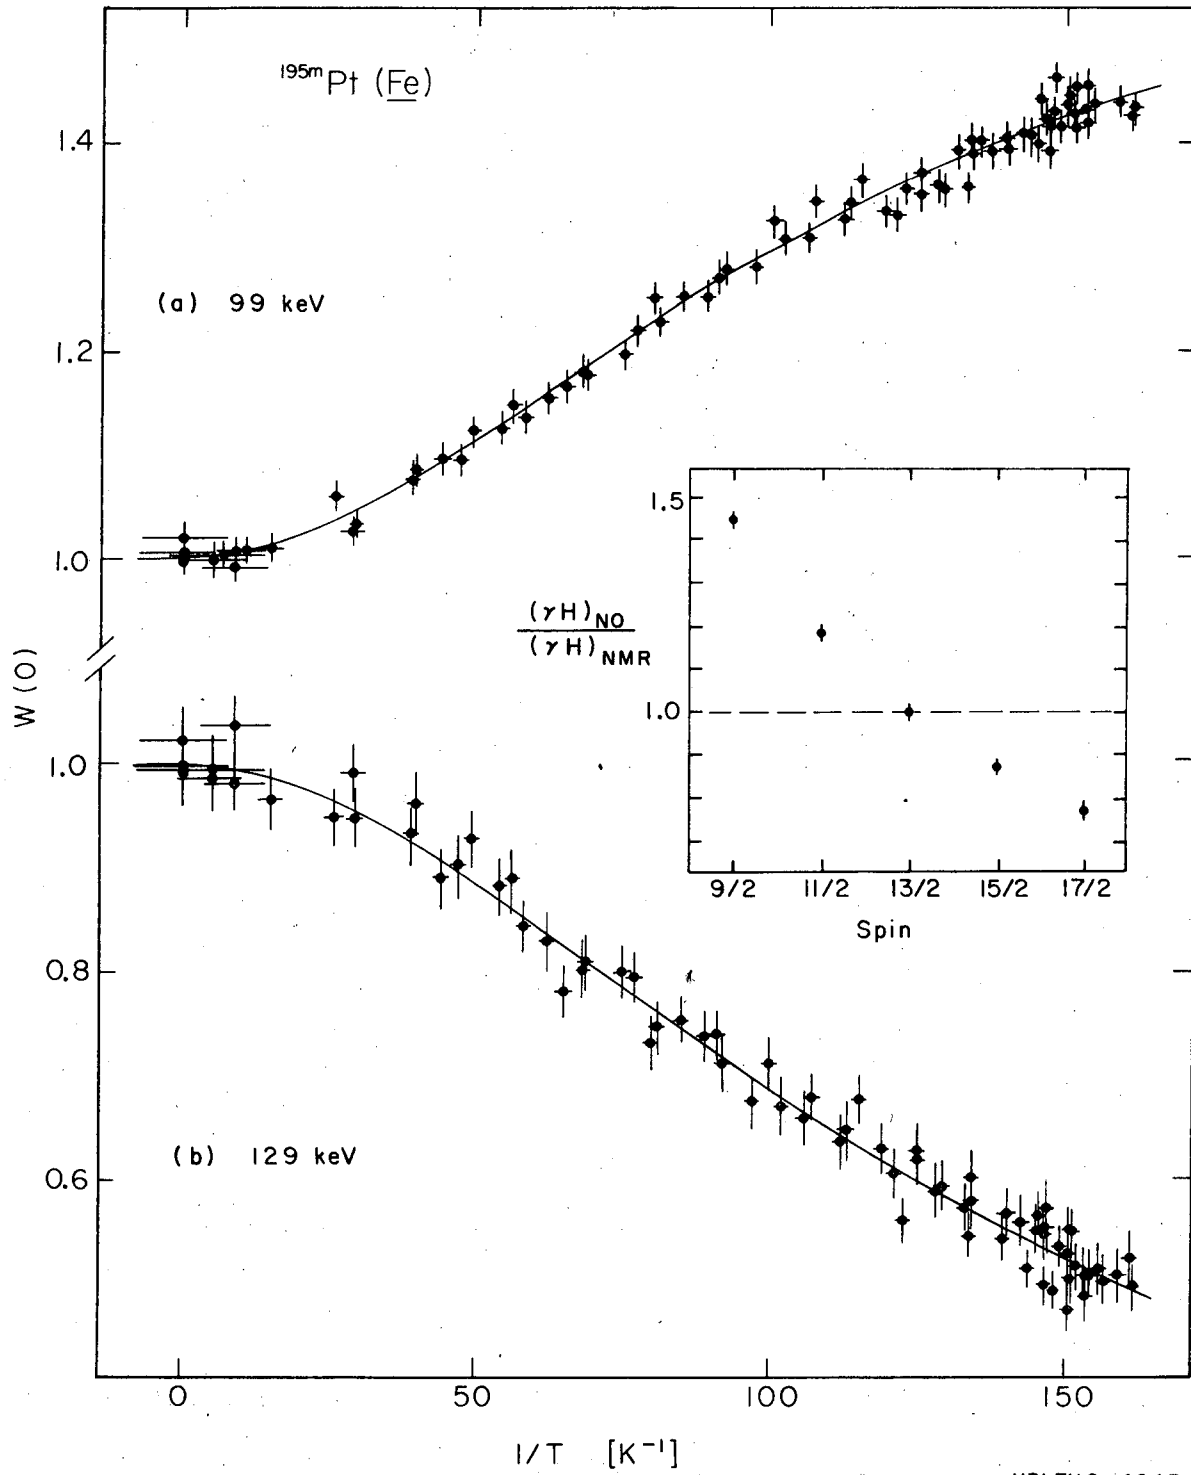 195mPt (Fe)
1.4
(a) 99 keV
1.2
1.0
1.5
(γH)NO
(γH)NMR
1.0
9/2 11/2 13/2 15/2 17/2
Spin
W(O)
1.0
0.8
(b) 129 keV
0.6
0 50 100 150
1/T [K⁻¹]